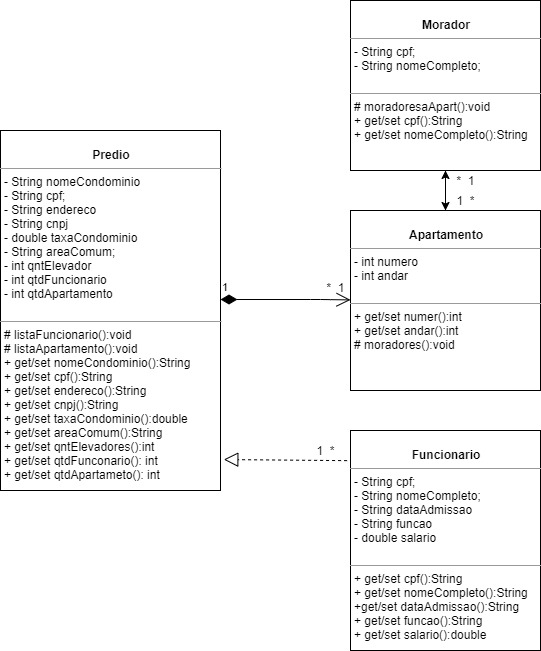 Morador
- String cpf;
- String nomeCompleto;
# moradoresaApart():void
+ get/set cpf():String
+ get/set nomeCompleto():String
Predio
- String nomeCondominio
- String cpf;
- String endereco
- String cnpj
- double taxaCondominio
- String areaComum;
- int qntElevador
- int qtdFuncionario
- int qtdApartamento
# listaFuncionario():void
# listaApartamento():void
+ get/set nomeCondominio():String
+ get/set cpf():String
+ get/set endereco():String
+ get/set cnpj():String
+ get/set taxaCondominio():double
+ get/set areaComum():String
+ get/set qntElevadores():int
+ get/set qtdFunconario(): int
+ get/set qtdApartameto(): int
* 1
1 *
1
* 1
Apartamento
- int numero
- int andar
+ get/set numer():int
+ get/set andar():int
# moradores():void
1 *
Funcionario
- String cpf;
- String nomeCompleto;
- String dataAdmissao
- String funcao
- double salario
+ get/set cpf():String
+ get/set nomeCompleto():String
+get/set dataAdmissao():String
+ get/set funcao():String
+ get/set salario():double